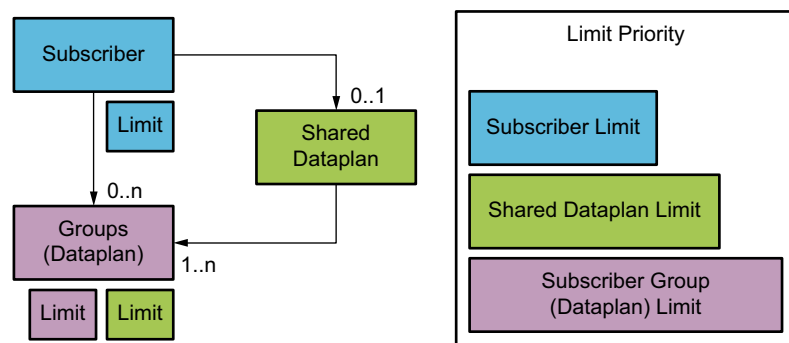 Subscriber
0..1
Limit
Shared
Dataplan
0..n
Groups
(Dataplan)
1..n
Limit
Limit
Limit Priority
Subscriber Limit
Shared Dataplan Limit
Subscriber Group
(Dataplan) Limit